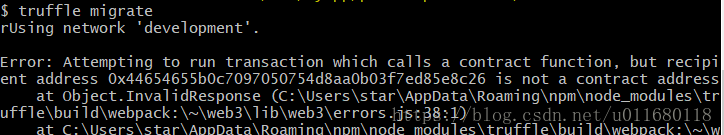 $ truffle migrate
rUsing network 'development'.
Error: Attempting to run transaction which calls a contract function, but recipi
ent address 0x44654655b0c7097050754d8aa0b03f7ed85e8c26 is not a contract address
at Object.InvalidResponse (C:\Users\star\AppData\Roaming\npm\node_modules\tr
uffle\build\webpack:\~\web3\lib\web3\errors.js:38:1)
https://blog.csdn.net/u011680118
at C:\Users\star\AppData\Roaming\npm\node_modules\truffle\build\webpack:\~\w